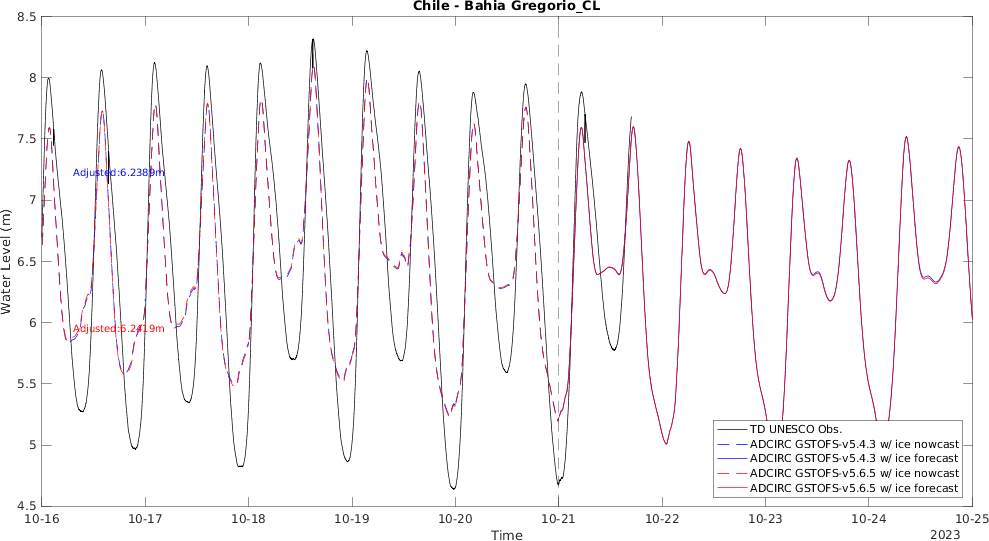 Chile - Bahia Gregorio_CL
Water Level (m)
8.5
8
7.5
7
6.5
6
5.5
5
4.5
Adjusted:6.2389m
Adjusted:6.2419m
TD UNESCO Obs.
ADCIRC GSTOFS-v5.4.3 w/ ice nowcast
ADCIRC GSTOFS-v5.4.3 w/ ice forecast
ADCIRC GSTOFS-v5.6.5 w/ ice nowcast
ADCIRC GSTOFS-v5.6.5 w/ ice forecast
10-16 10-17 10-18 10-19 10-20 10-21 10-22 10-23 10-24 10-25
Time
2023